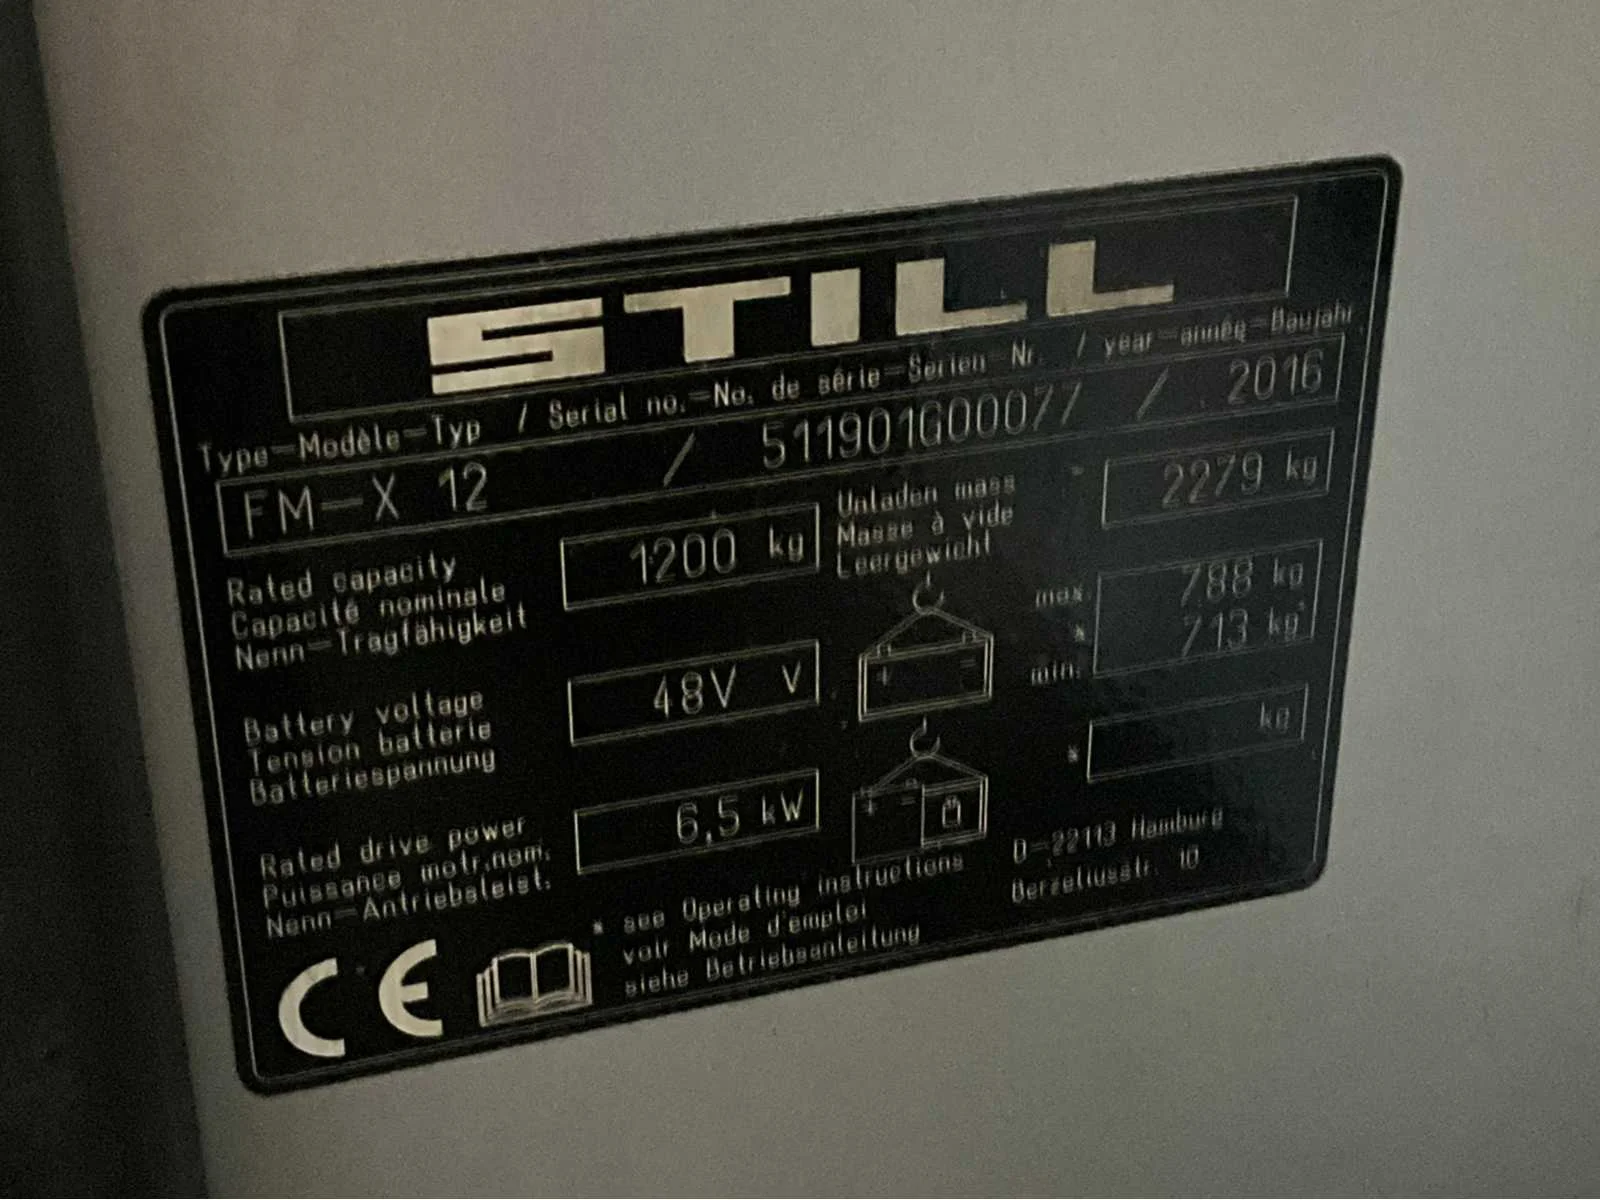 STILL
Type-Modèle-Typ / Serial no.-No. de série-Serien Nr. / year-année-Baujahr
FM-X 12 / 511901G00077 / 2016
Rated capacity
Capacité nominale
Nenn-Tragfähigkeit
1200 kg
Unladen mass
Masse à vide
Leergewicht
2279 kg
Battery voltage
Tension batterie
Batteriespannung
48V V
max. 788 kg
* 713 kg
min.
Rated drive power
Puissance motr.nom.
Nenn-Antriebsleist.
6,5 kW
+ -
+ -
* kg
CE
* see Operating instructions
voir Mode d'emploi
siehe Betriebsanleitung
D-22113 Hamburg
Berzeliusstr. 10